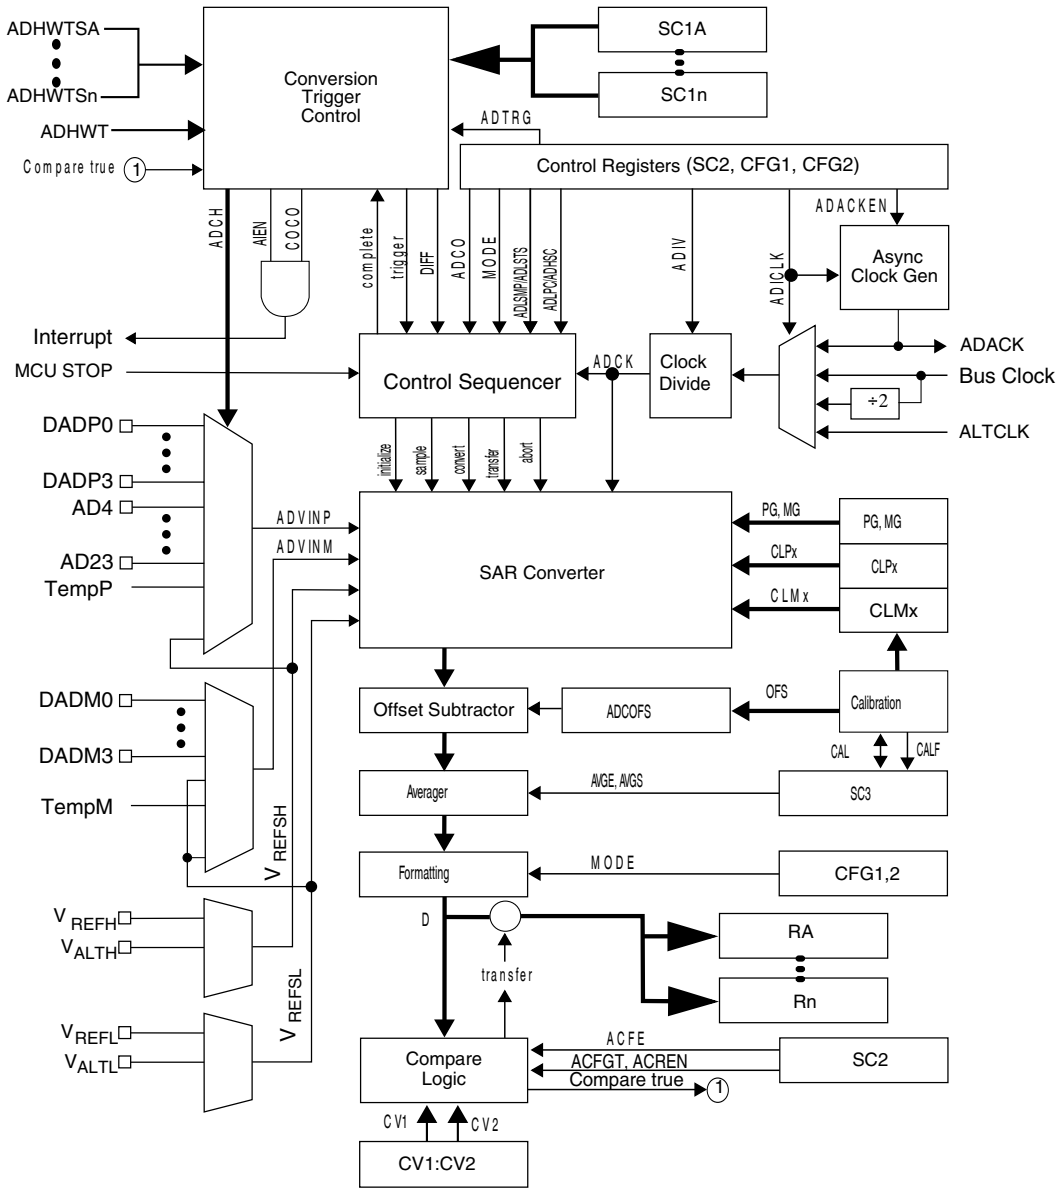 ADHWTSA
SC1A
Conversion
Trigger
Control
ADHWTSn
SC1n
ADTRG
ADHWT
Compare true 1
Control Registers (SC2, CFG1, CFG2)
ADACKEN
ADCH
AIEN
COCO
complete
trigger
DIFF
ADCO
MODE
ADLSMP/ADLSTS
ADLPC/ADHSC
ADIV
ADICLK
Async
Clock Gen
Interrupt
ADACK
MCU STOP
Control Sequencer
ADCK
Clock
Divide
Bus Clock
÷2
ALTCLK
DADP0
initialize
sample
convert
transfer
abort
DADP3
AD4
ADVINP
PG, MG
PG, MG
AD23
ADVINM
CLPx
CLPx
TempP
SAR Converter
CLMx
CLMx
DADM0
Offset Subtractor
ADCOFS
OFS
Calibration
DADM3
CAL
CALF
TempM
Averager
AVGE, AVGS
SC3
V REFSH
Formatting
MODE
CFG1,2
V REFH
D
RA
VALTH
transfer
V REFSL
Rn
V REFL
ACFE
VALTL
Compare
Logic
ACFGT, ACREN
SC2
Compare true 1
CV1
CV2
CV1:CV2